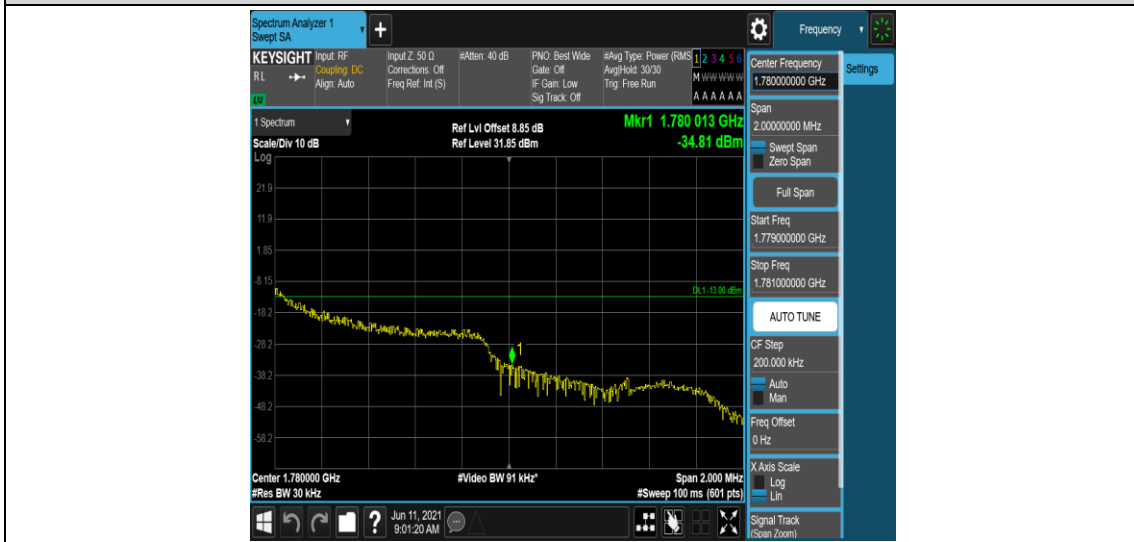 Spectrum Analyzer 1
Swept SA
+
Frequency
KEYSIGHT
RL
Input: RF
Coupling: DC
Align: Auto
Input Z: 50 Ω
Corrections: Off
Freq Ref: Int (S)
#Atten: 40 dB
PNO: Best Wide
Gate: Off
IF Gain: Low
Sig Track: Off
#Avg Type: Power (RMS
Avg|Hold: 30/30
Trig: Free Run
1 2 3 4 5 6
M W W W W W
A A A A A A
1 Spectrum
Scale/Div 10 dB
Log
Ref Lvl Offset 8.85 dB
Ref Level 31.85 dBm
Mkr1 1.780 013 GHz
-34.81 dBm
21.9
11.9
1.85
-8.15
-18.2
-28.2
-38.2
-48.2
-58.2
DL1 -13.00 dBm
1
Center 1.780000 GHz
#Res BW 30 kHz
#Video BW 91 kHz*
Span 2.000 MHz
#Sweep 100 ms (601 pts)
Center Frequency
1.780000000 GHz
Settings
Span
2.00000000 MHz
Swept Span
Zero Span
Full Span
Start Freq
1.779000000 GHz
Stop Freq
1.781000000 GHz
AUTO TUNE
CF Step
200.000 kHz
Auto
Man
Freq Offset
0 Hz
X Axis Scale
Log
Lin
Signal Track
(Span Zoom)
?
Jun 11, 2021
9:01:20 AM